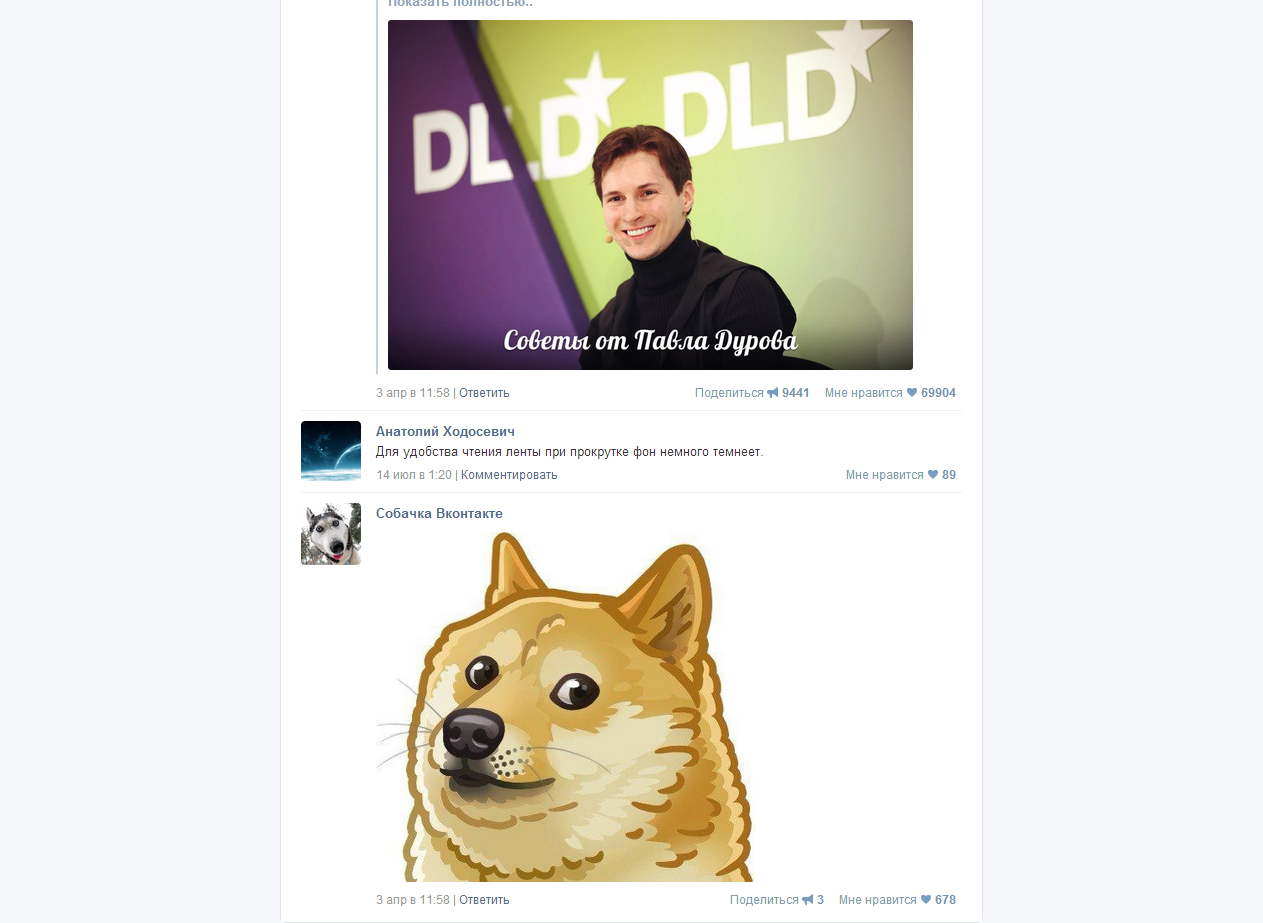 Показать полностью..
DLD DLD
Советы от Павла Дурова
3 апр в 11:58 | Ответить
Поделиться 9441 Мне нравится 69904
Анатолий Ходосевич
Для удобства чтения ленты при прокрутке фон немного темнеет.
14 июл в 1:20 | Комментировать
Мне нравится 89
Собачка Вконтакте
3 апр в 11:58 | Ответить
Поделиться 3 Мне нравится 678